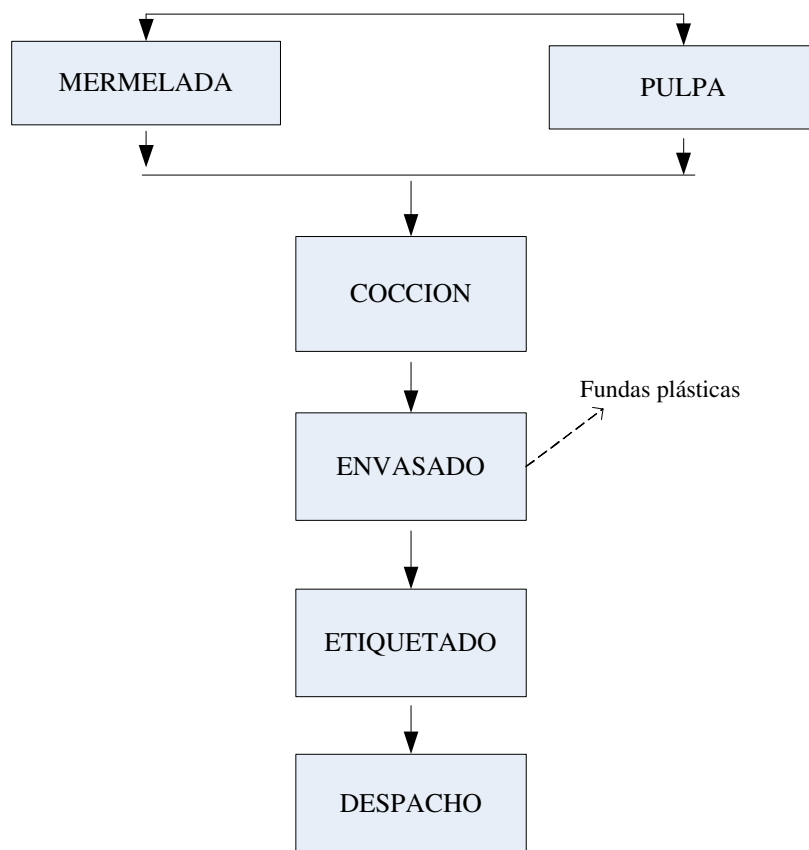 MERMELADA
PULPA
COCCION
Fundas plásticas
ENVASADO
ETIQUETADO
DESPACHO